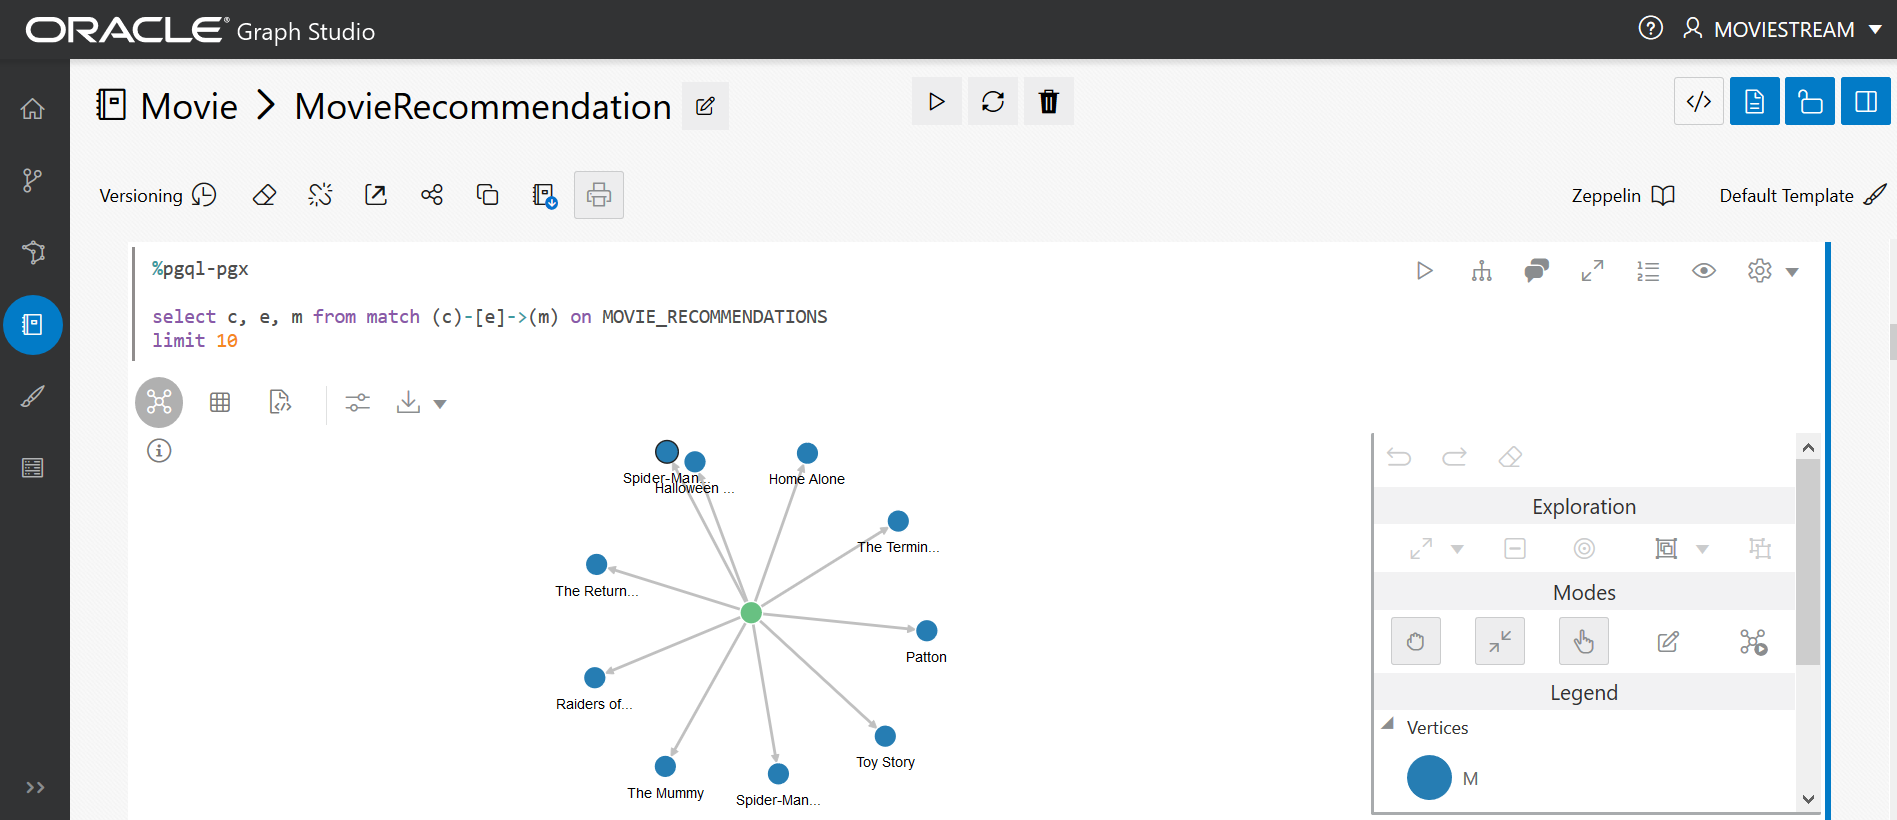 ORACLE® Graph Studio
MOVIESTREAM
Movie > MovieRecommendation
Versioning
Zeppelin
Default Template
%pgql-pgx
select c, e, m from match (c)-[e]->(m) on MOVIE_RECOMMENDATIONS
limit 10
Spider-Man...
Halloween ...
Home Alone
The Termin...
The Return...
Patton
Raiders of...
Toy Story
The Mummy
Spider-Man...
Exploration
Modes
Legend
Vertices
M